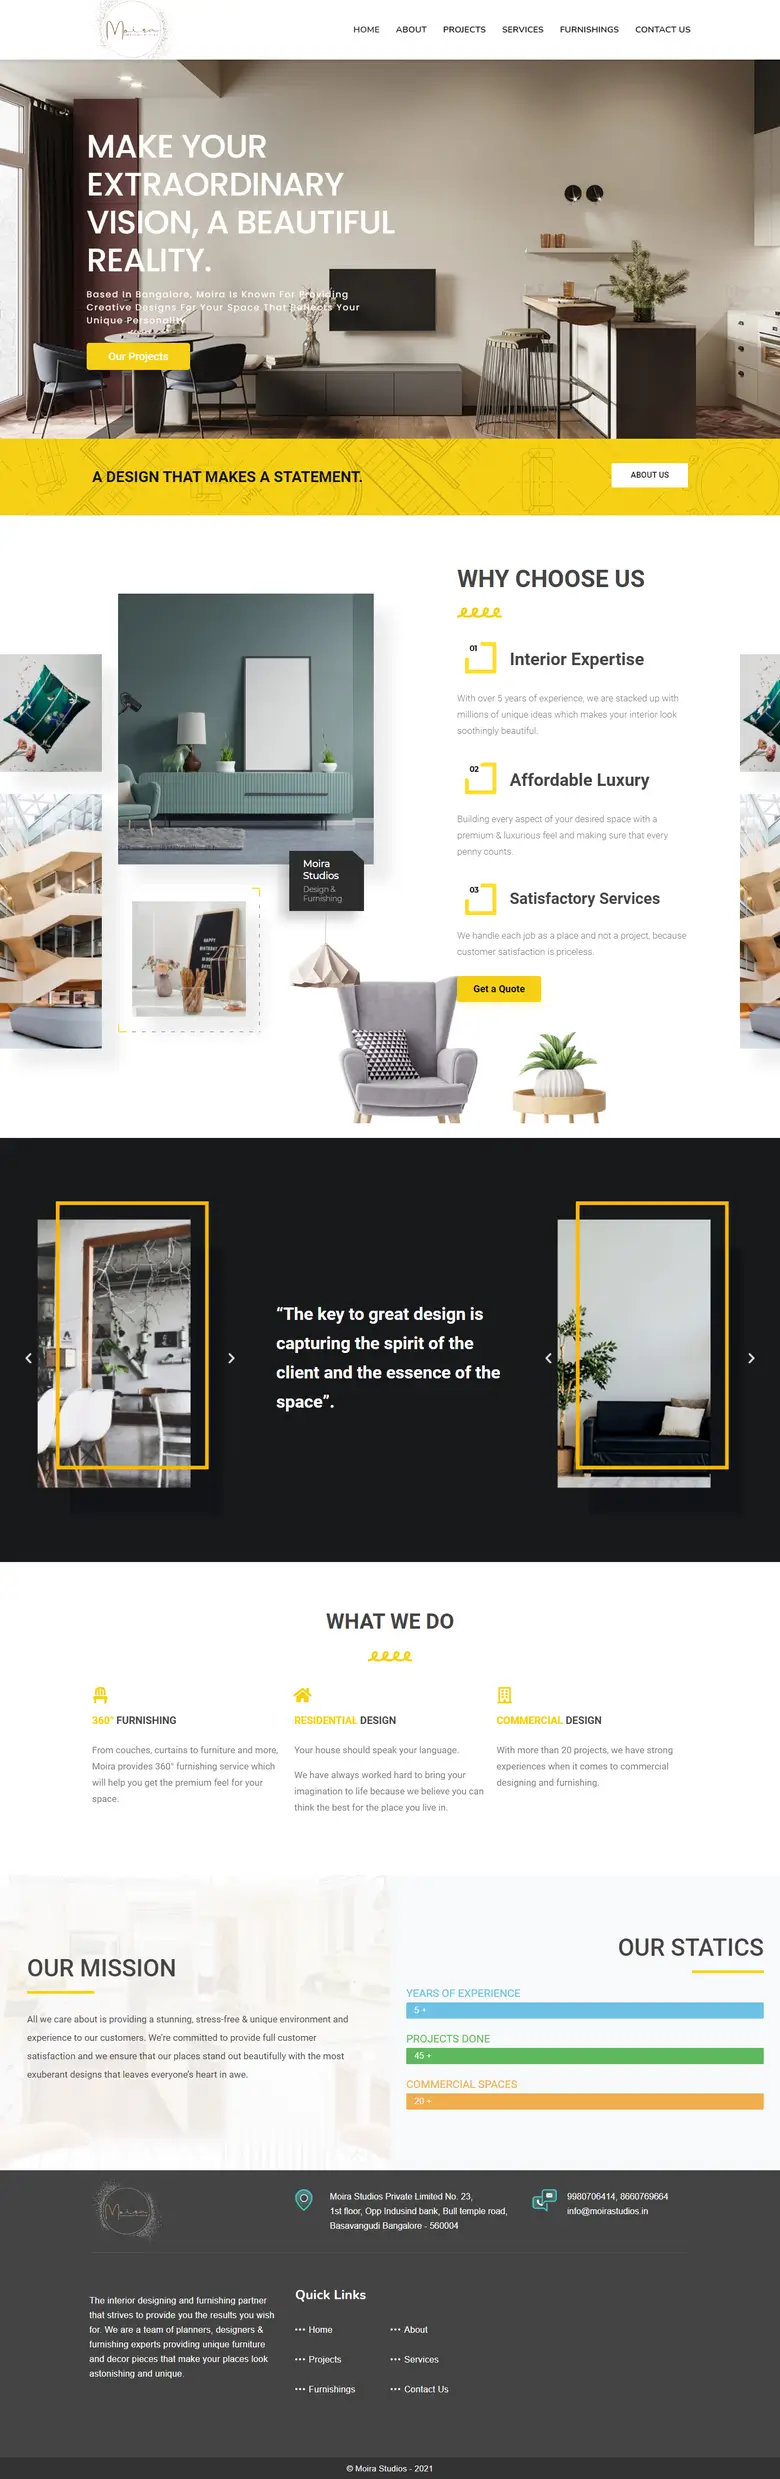 Moira
HOME
ABOUT
PROJECTS
SERVICES
FURNISHINGS
CONTACT US
MAKE YOUR
EXTRAORDINARY
VISION, A BEAUTIFUL
REALITY.
Based In Bangalore, Moira Is Known For Providing
Creative Designs For Your Space That Reflects Your
Unique Personality.
Our Projects
A DESIGN THAT MAKES A STATEMENT.
ABOUT US
WHY CHOOSE US
01
Interior Expertise
With over 5 years of experience, we are stacked up with
millions of unique ideas which makes your interior look
soothingly beautiful.
02
Affordable Luxury
Building every aspect of your desired space with a
premium & luxurious feel and making sure that every
penny counts.
Moira
Studios
Design &
Furnishing
03
Satisfactory Services
We handle each job as a place and not a project, because
customer satisfaction is priceless.
HAPPY
BIRTHDAY
Get a Quote
“The key to great design is
capturing the spirit of the
client and the essence of the
space”.
WHAT WE DO
360° FURNISHING
From couches, curtains to furniture and more,
Moira provides 360° furnishing service which
will help you get the premium feel for your
space.
RESIDENTIAL DESIGN
Your house should speak your language.
We have always worked hard to bring your
imagination to life because we believe you can
think the best for the place you live in.
COMMERCIAL DESIGN
With more than 20 projects, we have strong
experiences when it comes to commercial
designing and furnishing.
OUR MISSION
All we care about is providing a stunning, stress-free & unique environment and
experience to our customers. We're committed to provide full customer
satisfaction and we ensure that our places stand out beautifully with the most
exuberant designs that leaves everyone's heart in awe.
OUR STATICS
YEARS OF EXPERIENCE
5 +
PROJECTS DONE
45 +
COMMERCIAL SPACES
20 +
Moira
Moira Studios Private Limited No. 23,
1st floor, Opp Indusind bank, Bull temple road,
Basavangudi Bangalore - 560004
9980706414, 8660769664
info@moirastudios.in
The interior designing and furnishing partner
that strives to provide you the results you wish
for. We are a team of planners, designers &
furnishing experts providing unique furniture
and decor pieces that make your places look
astonishing and unique.
Quick Links
Home
About
Projects
Services
Furnishings
Contact Us
© Moira Studios - 2021